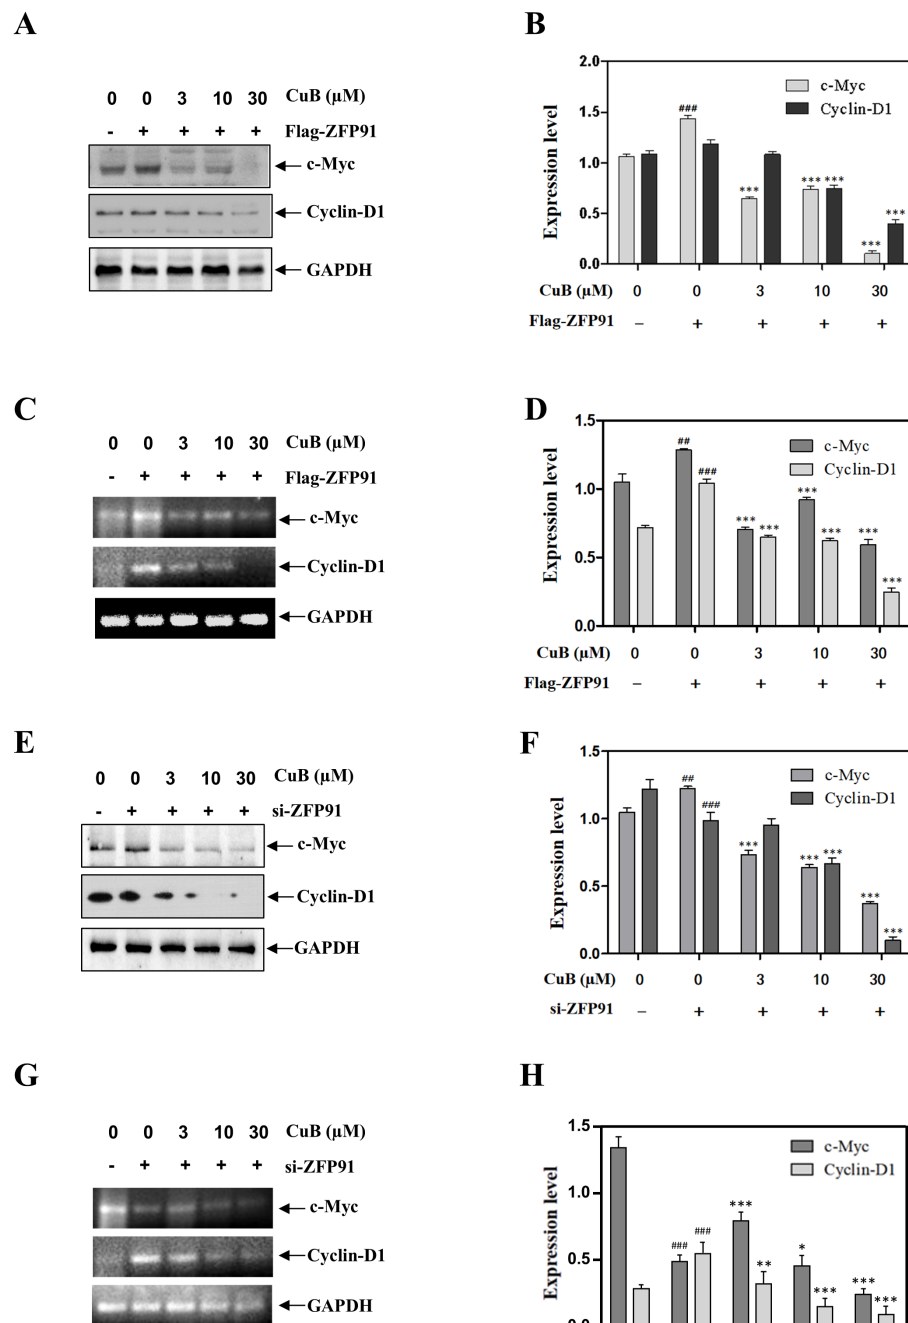 A
0 0 3 10 30 CuB (μM)
- + + + + Flag-ZFP91
c-Myc
Cyclin-D1
GAPDH
B
2.0
1.5
1.0
0.5
0.0
Expression level
c-Myc
Cyclin-D1
###
***
*** ***
***
***
CuB (μM) 0 0 3 10 30
Flag-ZFP91 – + + + +
C
0 0 3 10 30 CuB (μM)
- + + + + Flag-ZFP91
c-Myc
Cyclin-D1
GAPDH
D
1.5
1.0
0.5
0.0
Expression level
c-Myc
Cyclin-D1
##
###
*** ***
***
***
***
***
CuB (μM) 0 0 3 10 30
Flag-ZFP91 – + + + +
E
0 0 3 10 30 CuB (μM)
- + + + + si-ZFP91
c-Myc
Cyclin-D1
GAPDH
F
1.5
1.0
0.5
0.0
Expression level
c-Myc
Cyclin-D1
##
###
***
*** ***
***
***
CuB (μM) 0 0 3 10 30
si-ZFP91 – + + + +
G
0 0 3 10 30 CuB (μM)
- + + + + si-ZFP91
c-Myc
Cyclin-D1
GAPDH
H
1.5
1.0
0.5
0.0
Expression level
c-Myc
Cyclin-D1
###
###
***
**
*
***
***
***